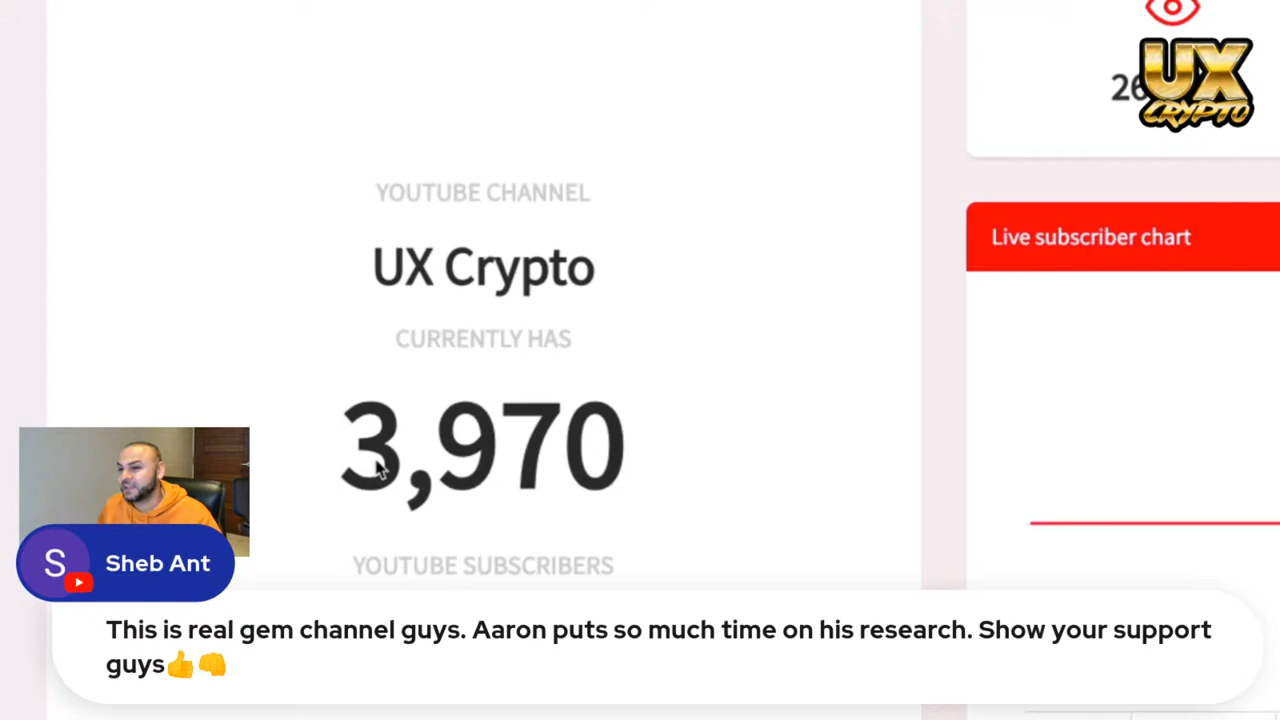 UX
CRYPTO
26
YOUTUBE CHANNEL
UX Crypto
CURRENTLY HAS
3,970
YOUTUBE SUBSCRIBERS
Live subscriber chart
S
Sheb Ant
This is real gem channel guys. Aaron puts so much time on his research. Show your support
guys👍👊